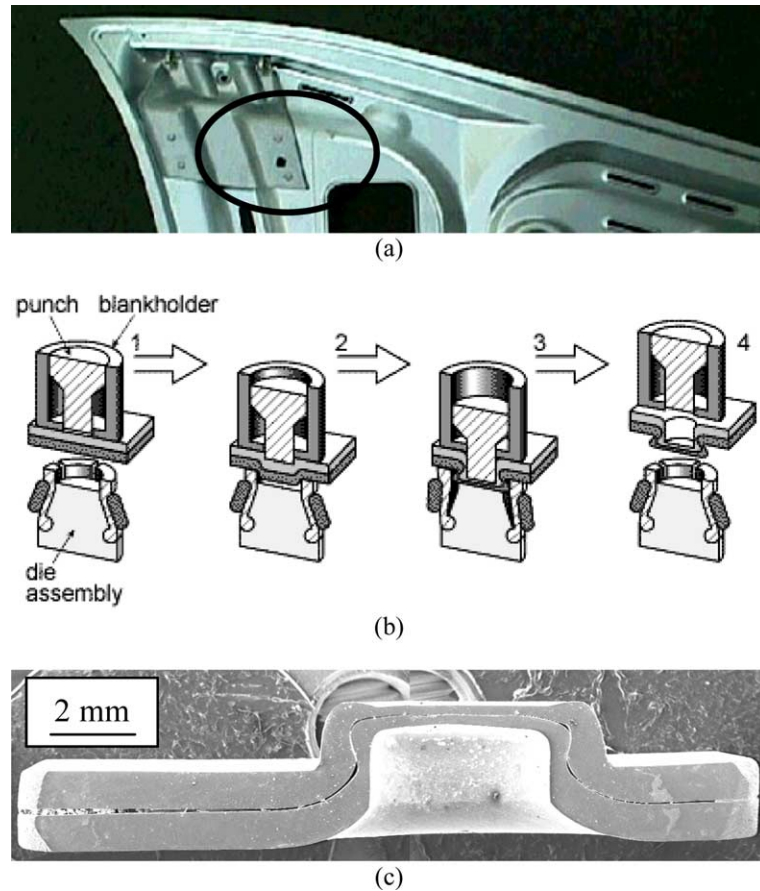 (a)
punch blankholder
1 2 3 4
die
assembly
(b)
2 mm
(c)